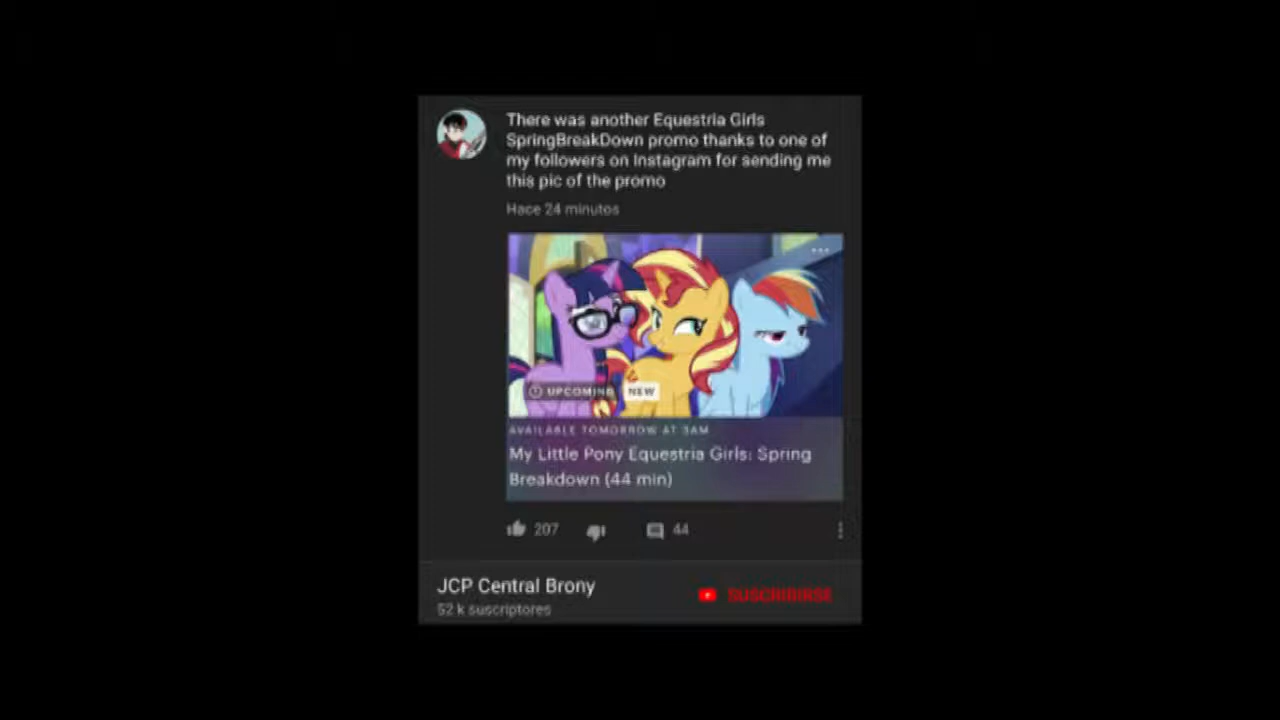 There was another Equestria Girls
SpringBreakDown promo thanks to one of
my followers on Instagram for sending me
this pic of the promo
Hace 24 minutos
UPCOMING NEW
AVAILABLE TOMORROW AT 3AM
My Little Pony Equestria Girls: Spring
Breakdown (44 min)
207 44
JCP Central Brony
SUSCRIBIRSE
52 k suscriptores